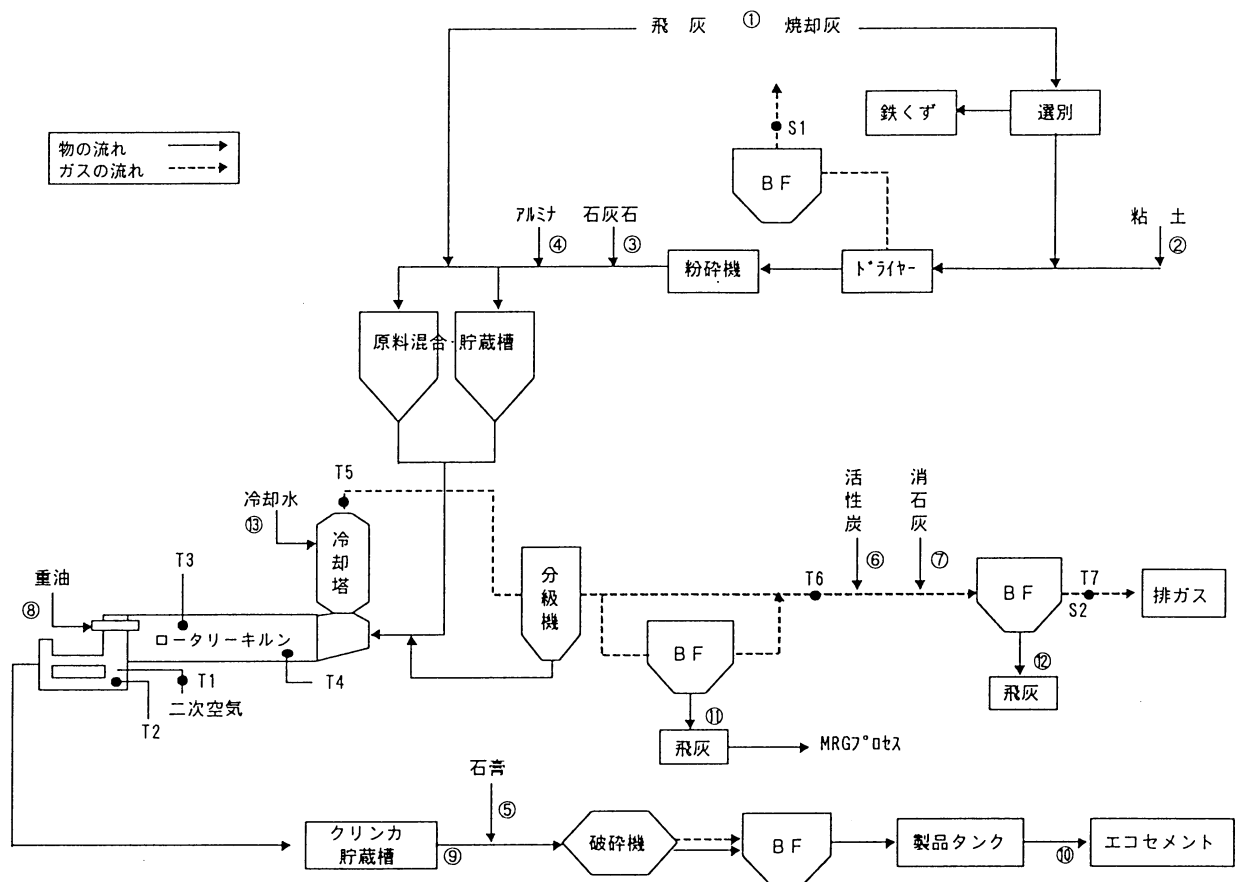 飛 灰 ① 焼却灰
鉄くず
選別
S1
物の流れ
ガスの流れ
BF
アルミナ
石灰石
粘 土
④
③
②
粉砕機
ドライヤー
原料混合・貯蔵槽
T5
冷却水
⑬
冷却塔
活性炭
消石灰
⑥
⑦
T3
重油
⑧
分級機
T6
BF
T7
S2
排ガス
ロータリーキルン
BF
T1
T4
二次空気
T2
⑫
飛灰
⑪
飛灰
MRGプロセス
石膏
⑤
クリンカ
貯蔵槽
⑨
破砕機
BF
製品タンク
⑩
エコセメント